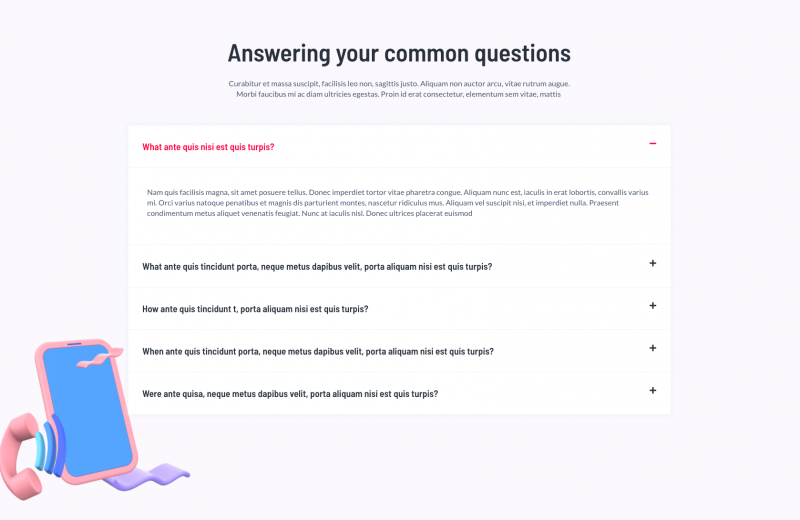 Answering your common questions
Curabitur et massa suscipit, facilisis leo non, sagittis justo. Aliquam non auctor arcu, vitae rutrum augue.
Morbi faucibus mi ac diam ultricies egestas. Proin id erat consectetur, elementum sem vitae, mattis
What ante quis nisi est quis turpis?
Nam quis facilisis magna, sit amet posuere tellus. Donec imperdiet tortor vitae pharetra congue. Aliquam nunc est, iaculis in erat lobortis, convallis varius
mi. Orci varius natoque penatibus et magnis dis parturient montes, nascetur ridiculus mus. Aliquam vel suscipit nisi, et imperdiet nulla. Praesent
condimentum metus aliquet venenatis feugiat. Nunc at iaculis nisl. Donec ultrices placerat euismod
What ante quis tincidunt porta, neque metus dapibus velit, porta aliquam nisi est quis turpis?
How ante quis tincidunt t, porta aliquam nisi est quis turpis?
When ante quis tincidunt porta, neque metus dapibus velit, porta aliquam nisi est quis turpis?
Were ante quisa, neque metus dapibus velit, porta aliquam nisi est quis turpis?